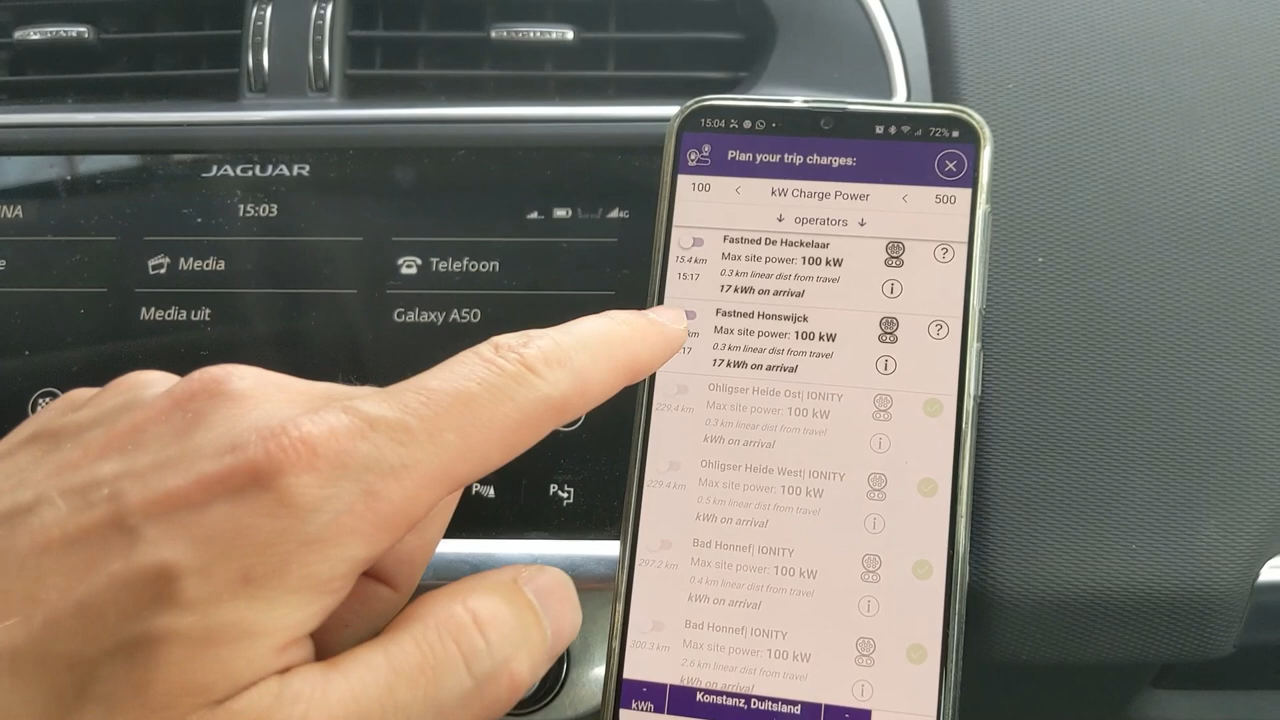 JAGUAR
JAGUAR
JAGUAR
NA
15:03
4G
e
Media
Telefoon
Media uit
Galaxy A50
P
P
15:04
72%
Plan your trip charges:
100 < kW Charge Power < 500
↓ operators ↓
Fastned De Hackelaar
15.4 km
Max site power: 100 kW
0.3 km linear dist from travel
15:17
17 kWh on arrival
Fastned Honswijck
km
Max site power: 100 kW
0.3 km linear dist from travel
:17
17 kWh on arrival
Ohligser Heide Ost| IONITY
229.4 km
Max site power: 100 kW
0.3 km linear dist from travel
kWh on arrival
Ohligser Heide West| IONITY
229.4 km
Max site power: 100 kW
0.5 km linear dist from travel
kWh on arrival
Bad Honnef| IONITY
297.2 km
Max site power: 100 kW
0.4 km linear dist from travel
kWh on arrival
Bad Honnef| IONITY
300.3 km
Max site power: 100 kW
2.6 km linear dist from travel
kWh on arrival
- Konstanz, Duitsland -
kWh